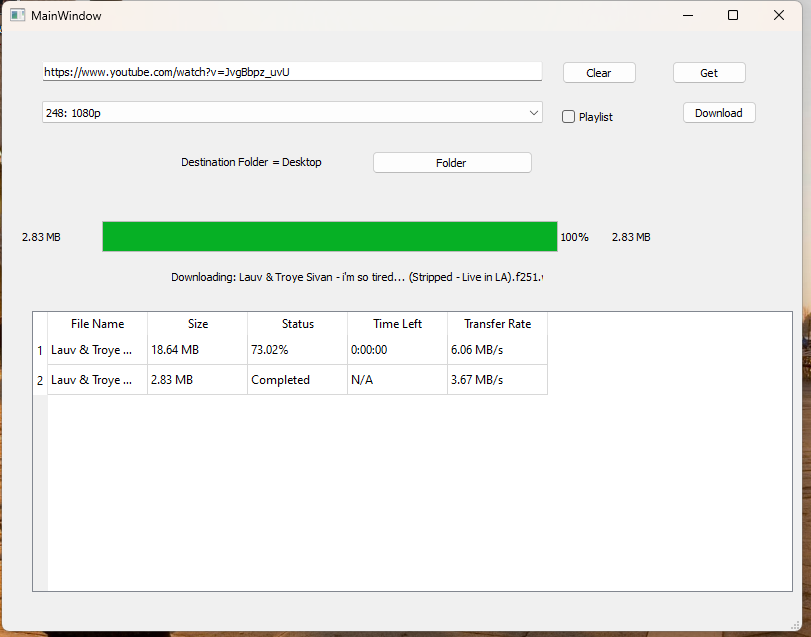 MainWindow
https://www.youtube.com/watch?v=JvgBbpz_uvU
Clear
Get
248: 1080p
Playlist
Download
Destination Folder = Desktop
Folder
2.83 MB
100%
2.83 MB
Downloading: Lauv & Troye Sivan - i'm so tired... (Stripped - Live in LA).f251.
File Name Size Status Time Left Transfer Rate
1 Lauv & Troye ... 18.64 MB 73.02% 0:00:00 6.06 MB/s
2 Lauv & Troye ... 2.83 MB Completed N/A 3.67 MB/s